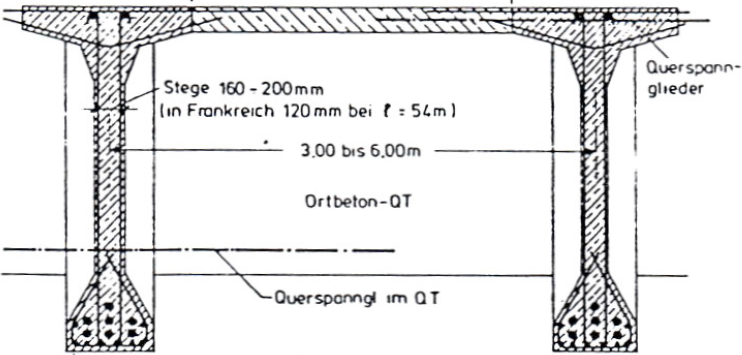 Stege 160 ÷ 200mm
(in Frankreich 120mm bei ℓ = 54m)
Querspann-
glieder
3,00 bis 6,00m
Ortbeton-QT
Querspanngl im QT